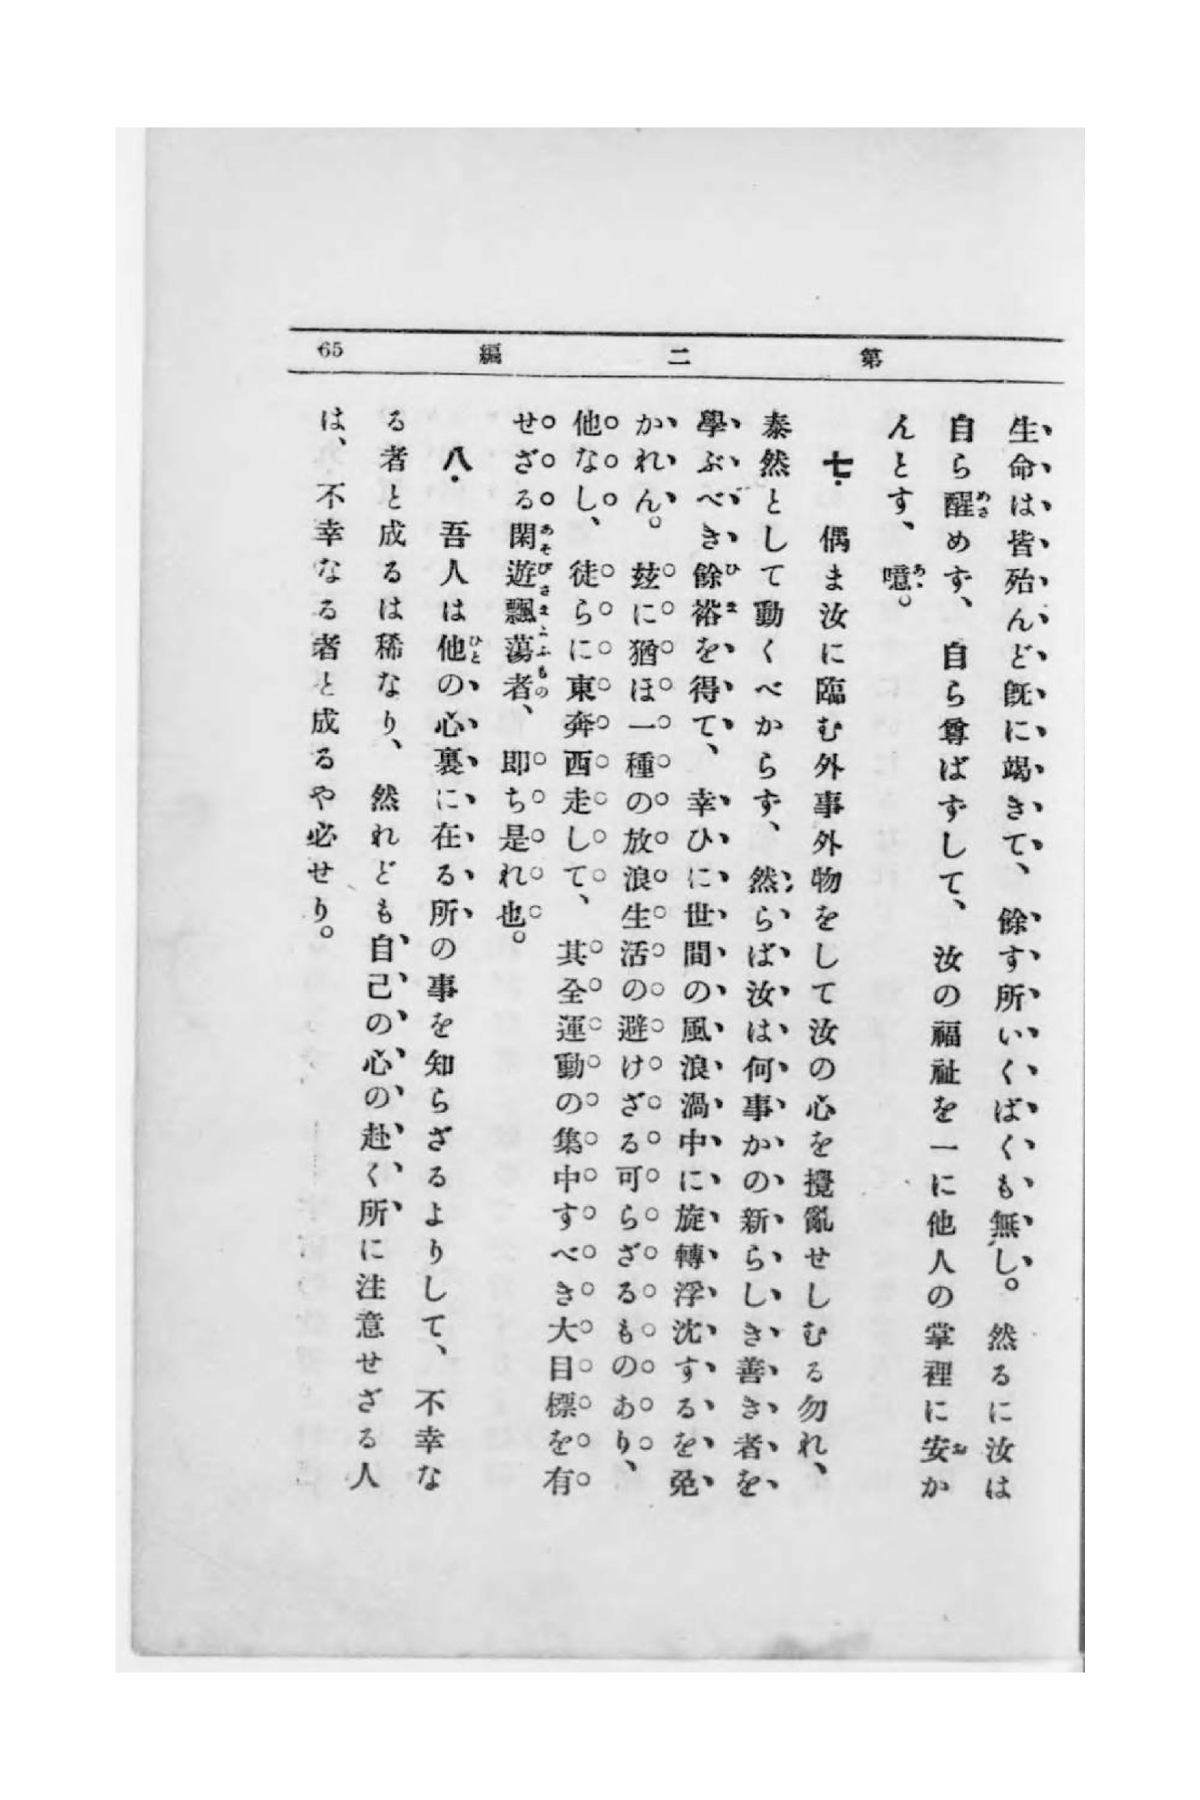 第二編
65
生命は皆殆んど旣に竭きて、餘す所いくばくも無し。然るに汝は
自ら醒めず、自ら尊ばずして、汝の福祉を一に他人の掌裡に安か
んとす、噫。
七. 偶ま汝に臨む外事外物をして汝の心を攪亂せしむる勿れ、
泰然として動くべからず、然らば汝は何事かの新らしき善き者を
學ぶべき餘裕を得て、幸ひに世間の風浪渦中に旋轉浮沈するを免
かれん。玆に猶ほ一種の放浪生活の避けざる可らざるものあり、
他なし、徒らに東奔西走して、其全運動の集中すべき大目標を有
せざる閑遊飄蕩者、即ち是れ也。
八. 吾人は他の心裏に在る所の事を知らざるよりして、不幸な
る者と成るは稀なり、然れども自己の心の赴く所に注意せざる人
は、不幸なる者と成るや必せり。